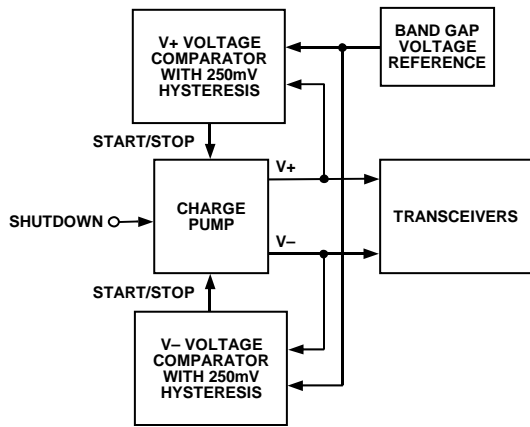 V+ VOLTAGE
COMPARATOR
WITH 250mV
HYSTERESIS
BAND GAP
VOLTAGE
REFERENCE
START/STOP
V+
SHUTDOWN
CHARGE
PUMP
TRANSCEIVERS
V–
START/STOP
V– VOLTAGE
COMPARATOR
WITH 250mV
HYSTERESIS